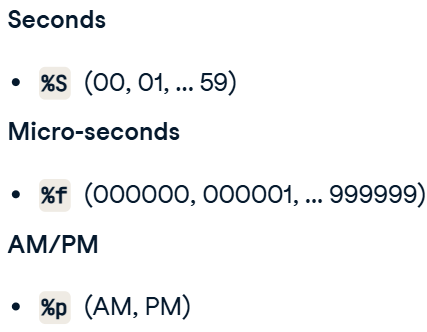 Seconds
• %S (00, 01, ... 59)
Micro-seconds
• %f (000000, 000001, ... 999999)
AM/PM
• %p (AM, PM)